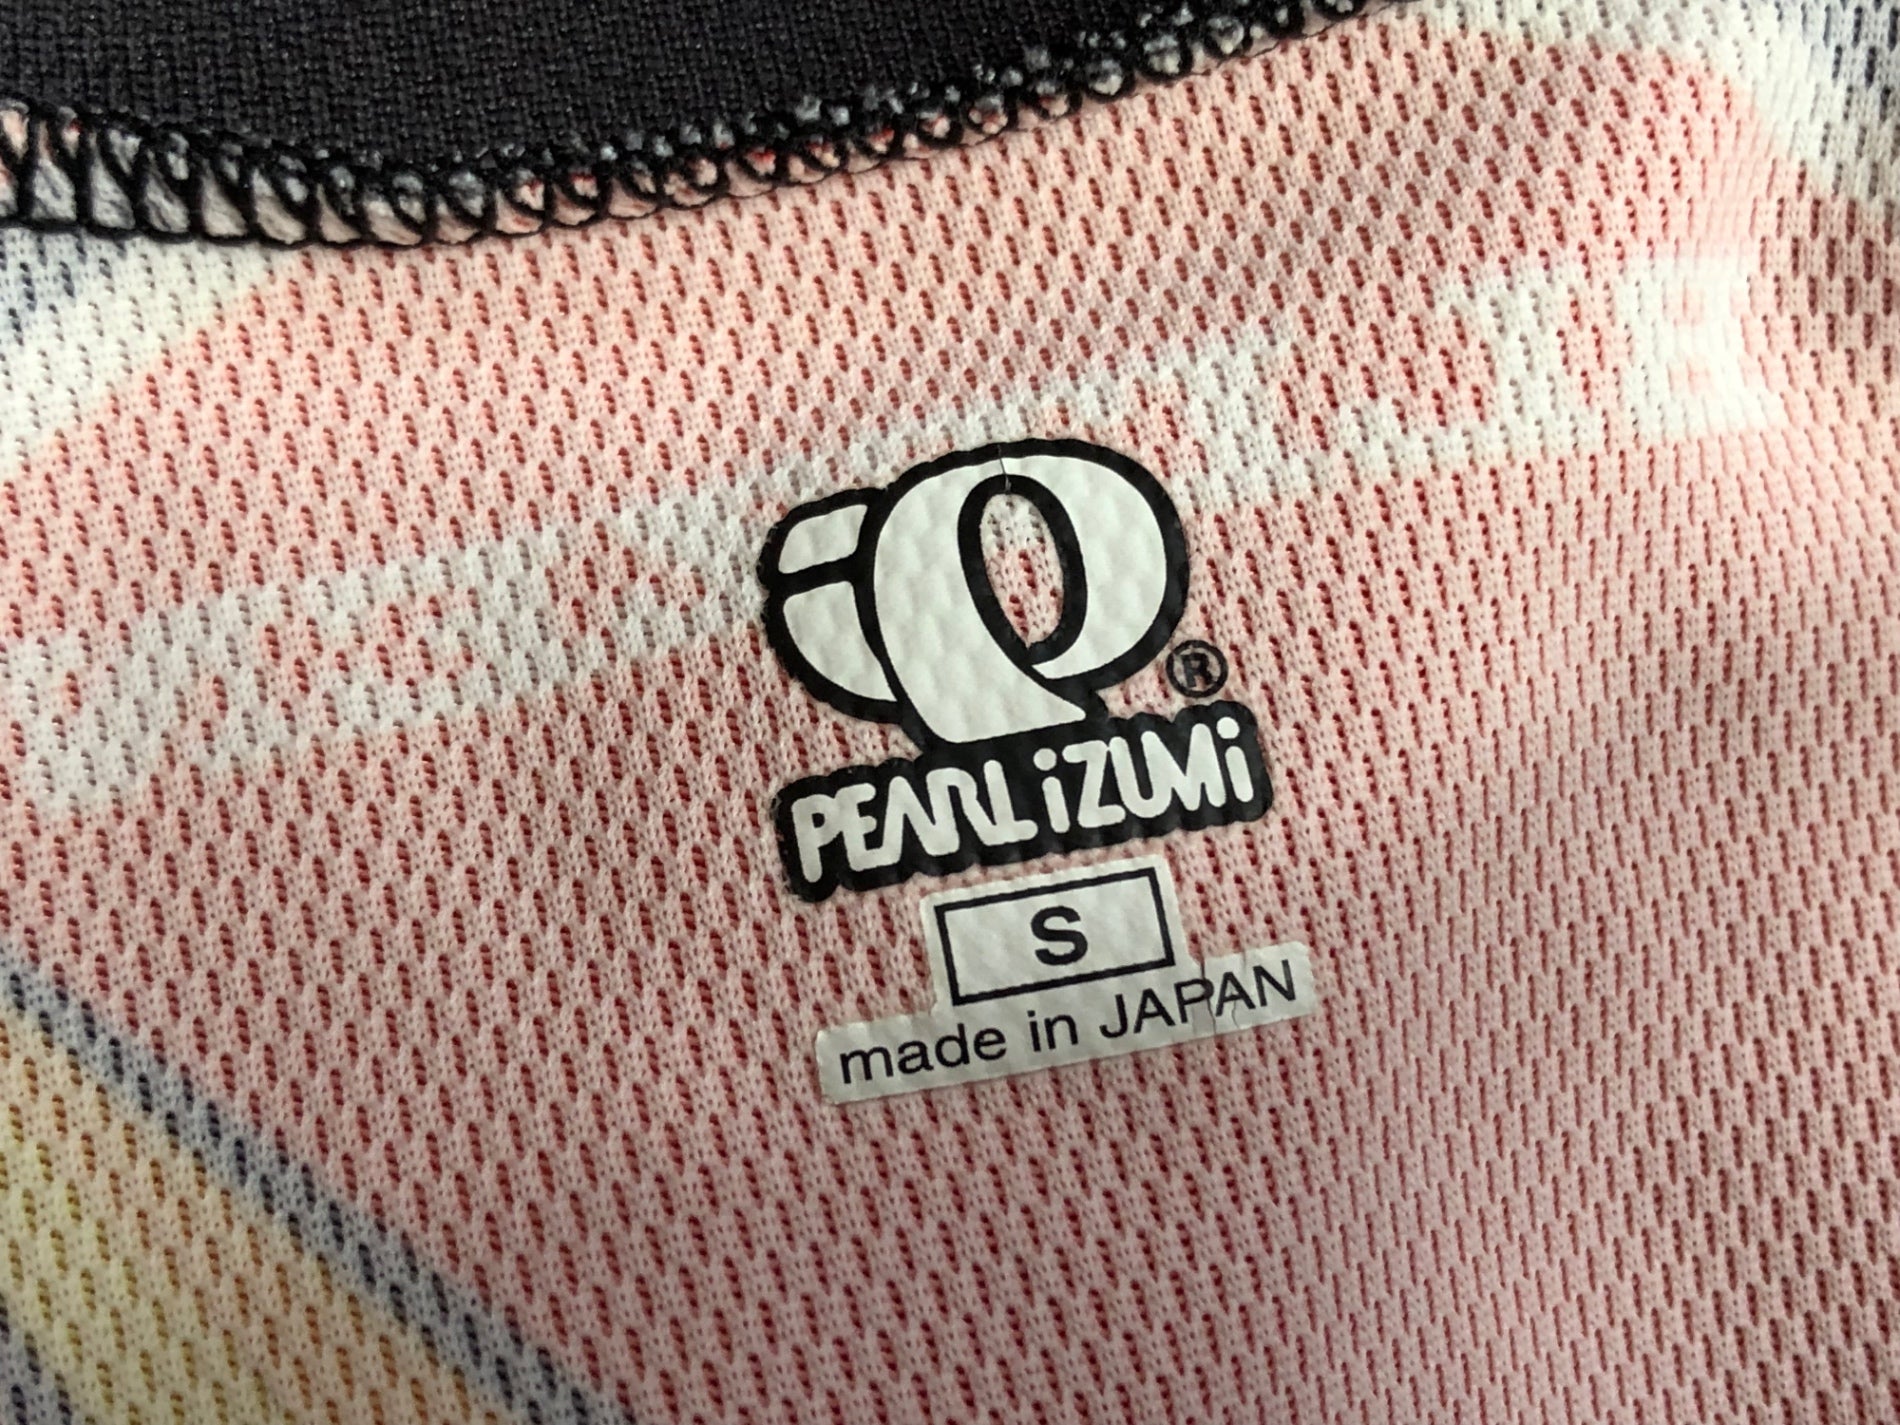 PEARL iZUMi
®
S
made in JAPAN